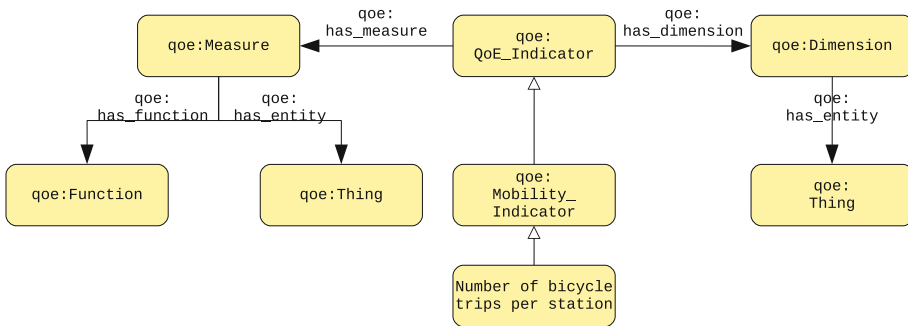 qoe:Measure
qoe:
has_measure
qoe:
QoE_Indicator
qoe:
has_dimension
qoe:Dimension
qoe:
has_function
qoe:
has_entity
qoe:
has_entity
qoe:Function
qoe:Thing
qoe:
Mobility_
Indicator
qoe:
Thing
Number of bicycle
trips per station